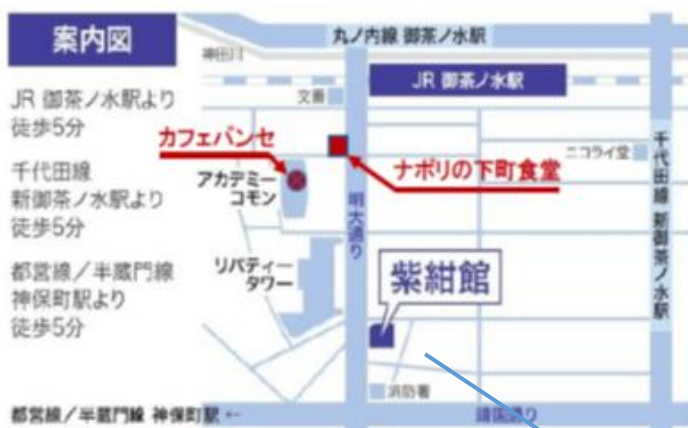 案内図
JR 御茶ノ水駅より
徒歩5分
千代田線
新御茶ノ水駅より
徒歩5分
都営線／半蔵門線
神保町駅より
徒歩5分
丸ノ内線 御茶ノ水駅
神田川
JR 御茶ノ水駅
カフェパンセ
ナポリの下町食堂
ニコライ堂
千代田線 新御茶ノ水駅
アカデミー
コモン
明大通り
リバティー
タワー
紫紺館
消防署
都営線／半蔵門線 神保町駅 ←
靖国通り